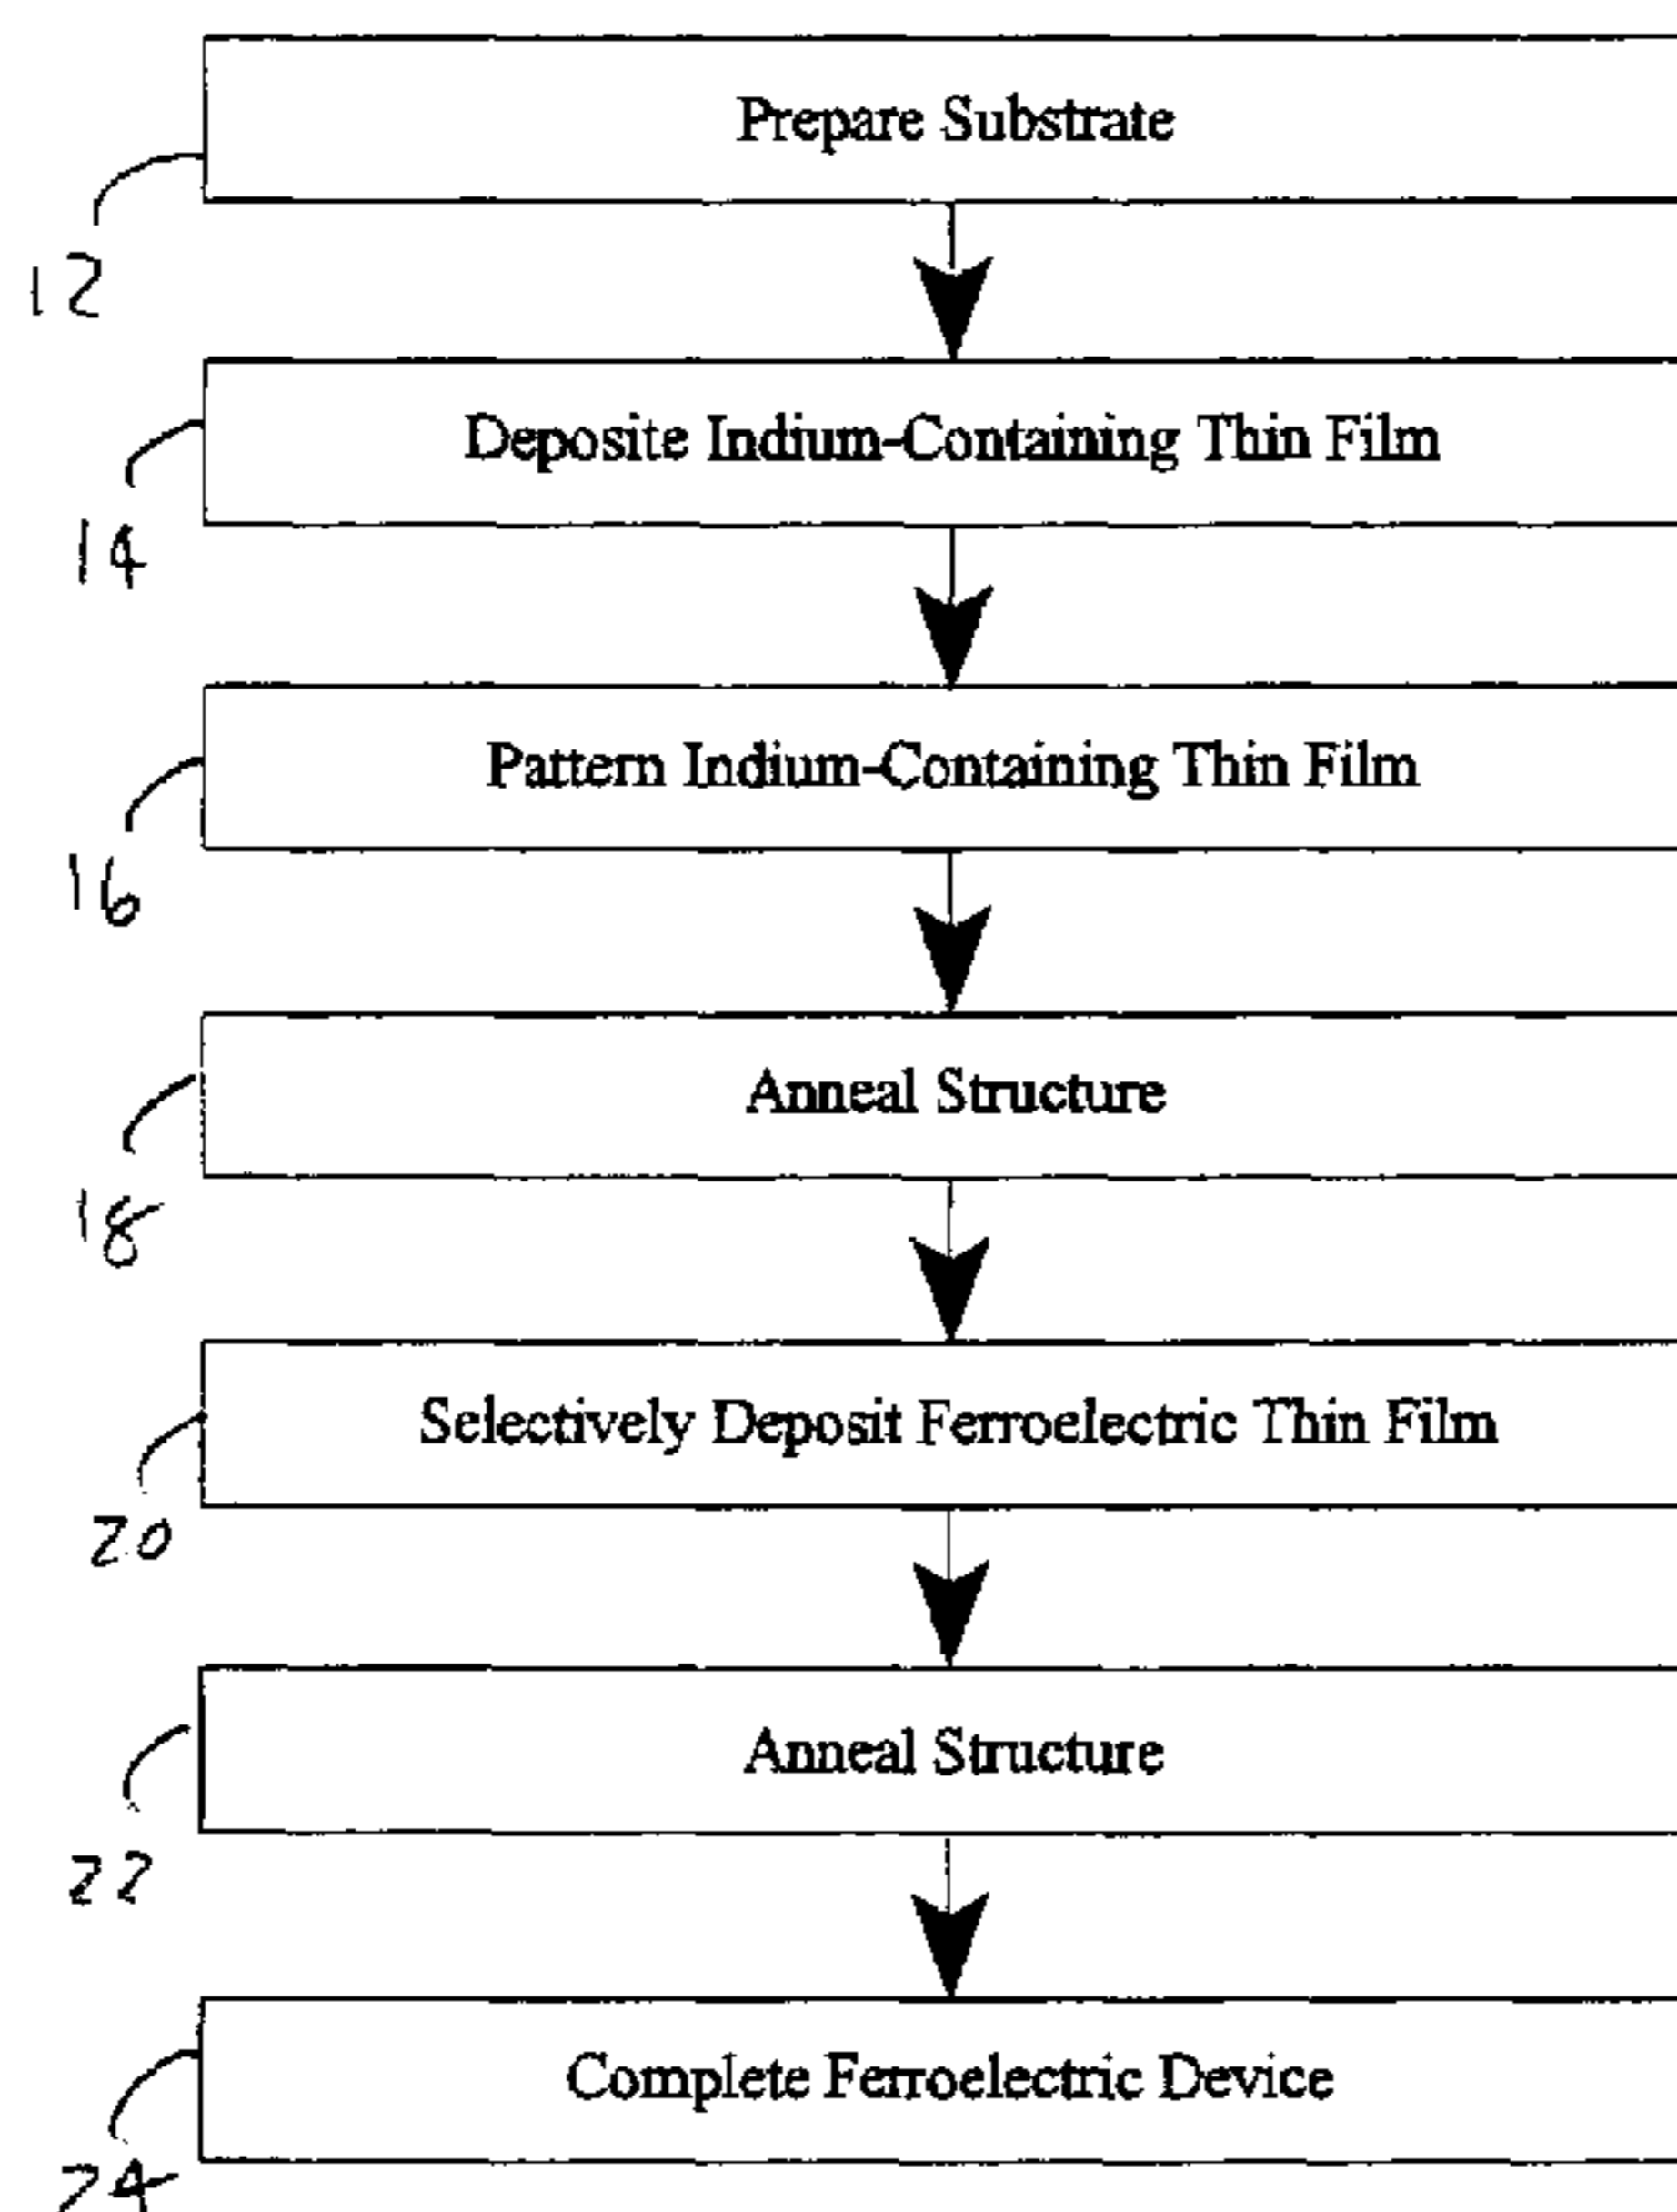 Prepare Substrate
12
Deposite Indium-Containing Thin Film
14
Pattern Indium-Containing Thin Film
16
Anneal Structure
18
Selectively Deposit Ferroelectric Thin Film
20
Anneal Structure
22
Complete Ferroelectric Device
24